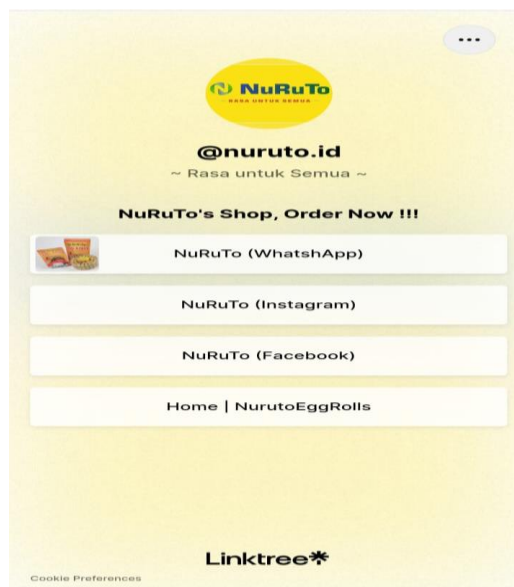 NuRuTo
RASA UNTUK SEMUA
@nuruto.id
~ Rasa untuk Semua ~
NuRuTo's Shop, Order Now !!!
NuRuTo (WhatshApp)
NuRuTo (Instagram)
NuRuTo (Facebook)
Home | NurutoEggRolls
Linktree
Cookie Preferences